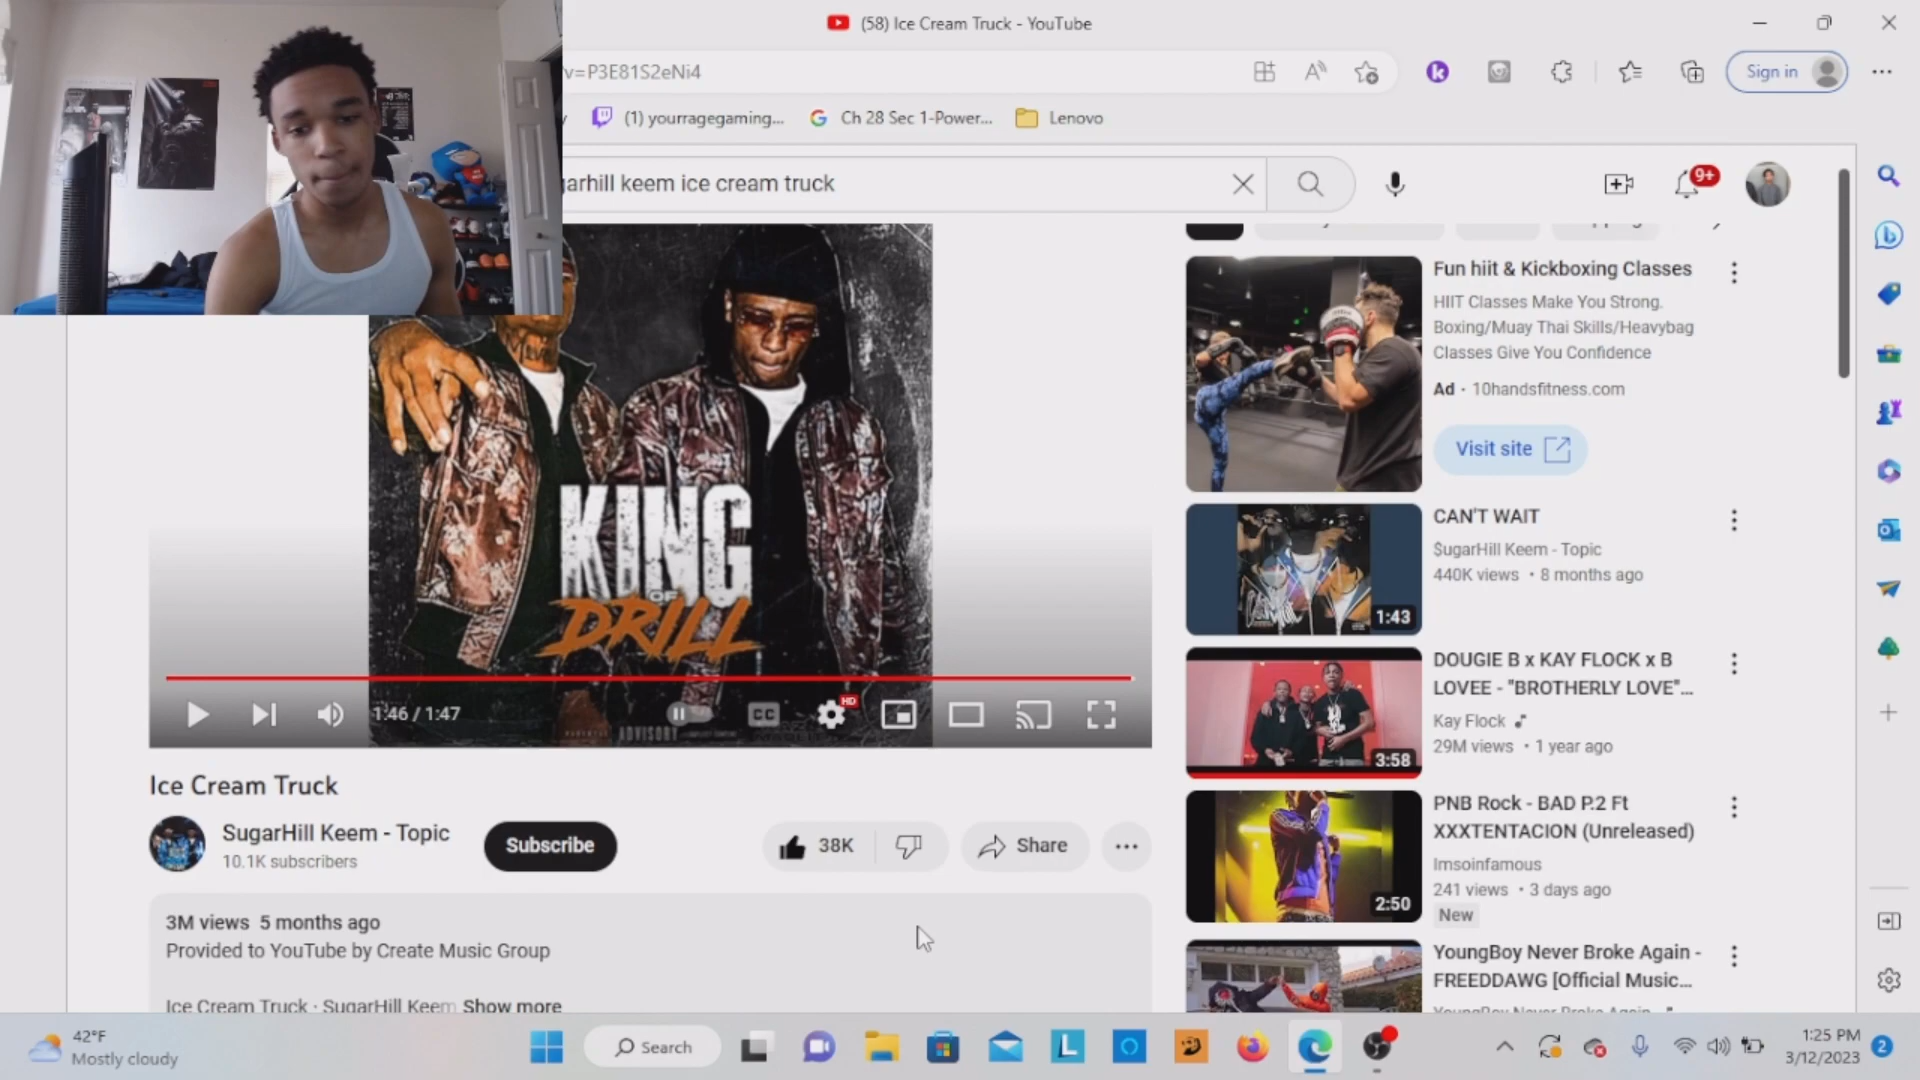 (58) Ice Cream Truck - YouTube
v=P3E81S2eNi4
Sign in
(1) yourragegaming...
Ch 28 Sec 1-Power...
Lenovo
garhill keem ice cream truck
9+
Fun hiit & Kickboxing Classes
HIIT Classes Make You Strong.
Boxing/Muay Thai Skills/Heavybag
Classes Give You Confidence
Ad · 10handsfitness.com
Visit site
KING
OF
DRILL
ADVISORY
1:46 / 1:47
CC
HD
CAN'T WAIT
$ugarHill Keem - Topic
440K views • 8 months ago
1:43
DOUGIE B x KAY FLOCK x B
LOVEE - "BROTHERLY LOVE"...
Kay Flock
29M views • 1 year ago
3:58
PNB Rock - BAD P.2 Ft
XXXTENTACION (Unreleased)
Imsoinfamous
241 views • 3 days ago
New
2:50
YoungBoy Never Broke Again -
FREEDDAWG [Official Music...
Ice Cream Truck
SugarHill Keem - Topic
10.1K subscribers
Subscribe
38K
Share
3M views 5 months ago
Provided to YouTube by Create Music Group
Ice Cream Truck · SugarHill Keem Show more
42°F
Mostly cloudy
Search
1:25 PM
3/12/2023
2